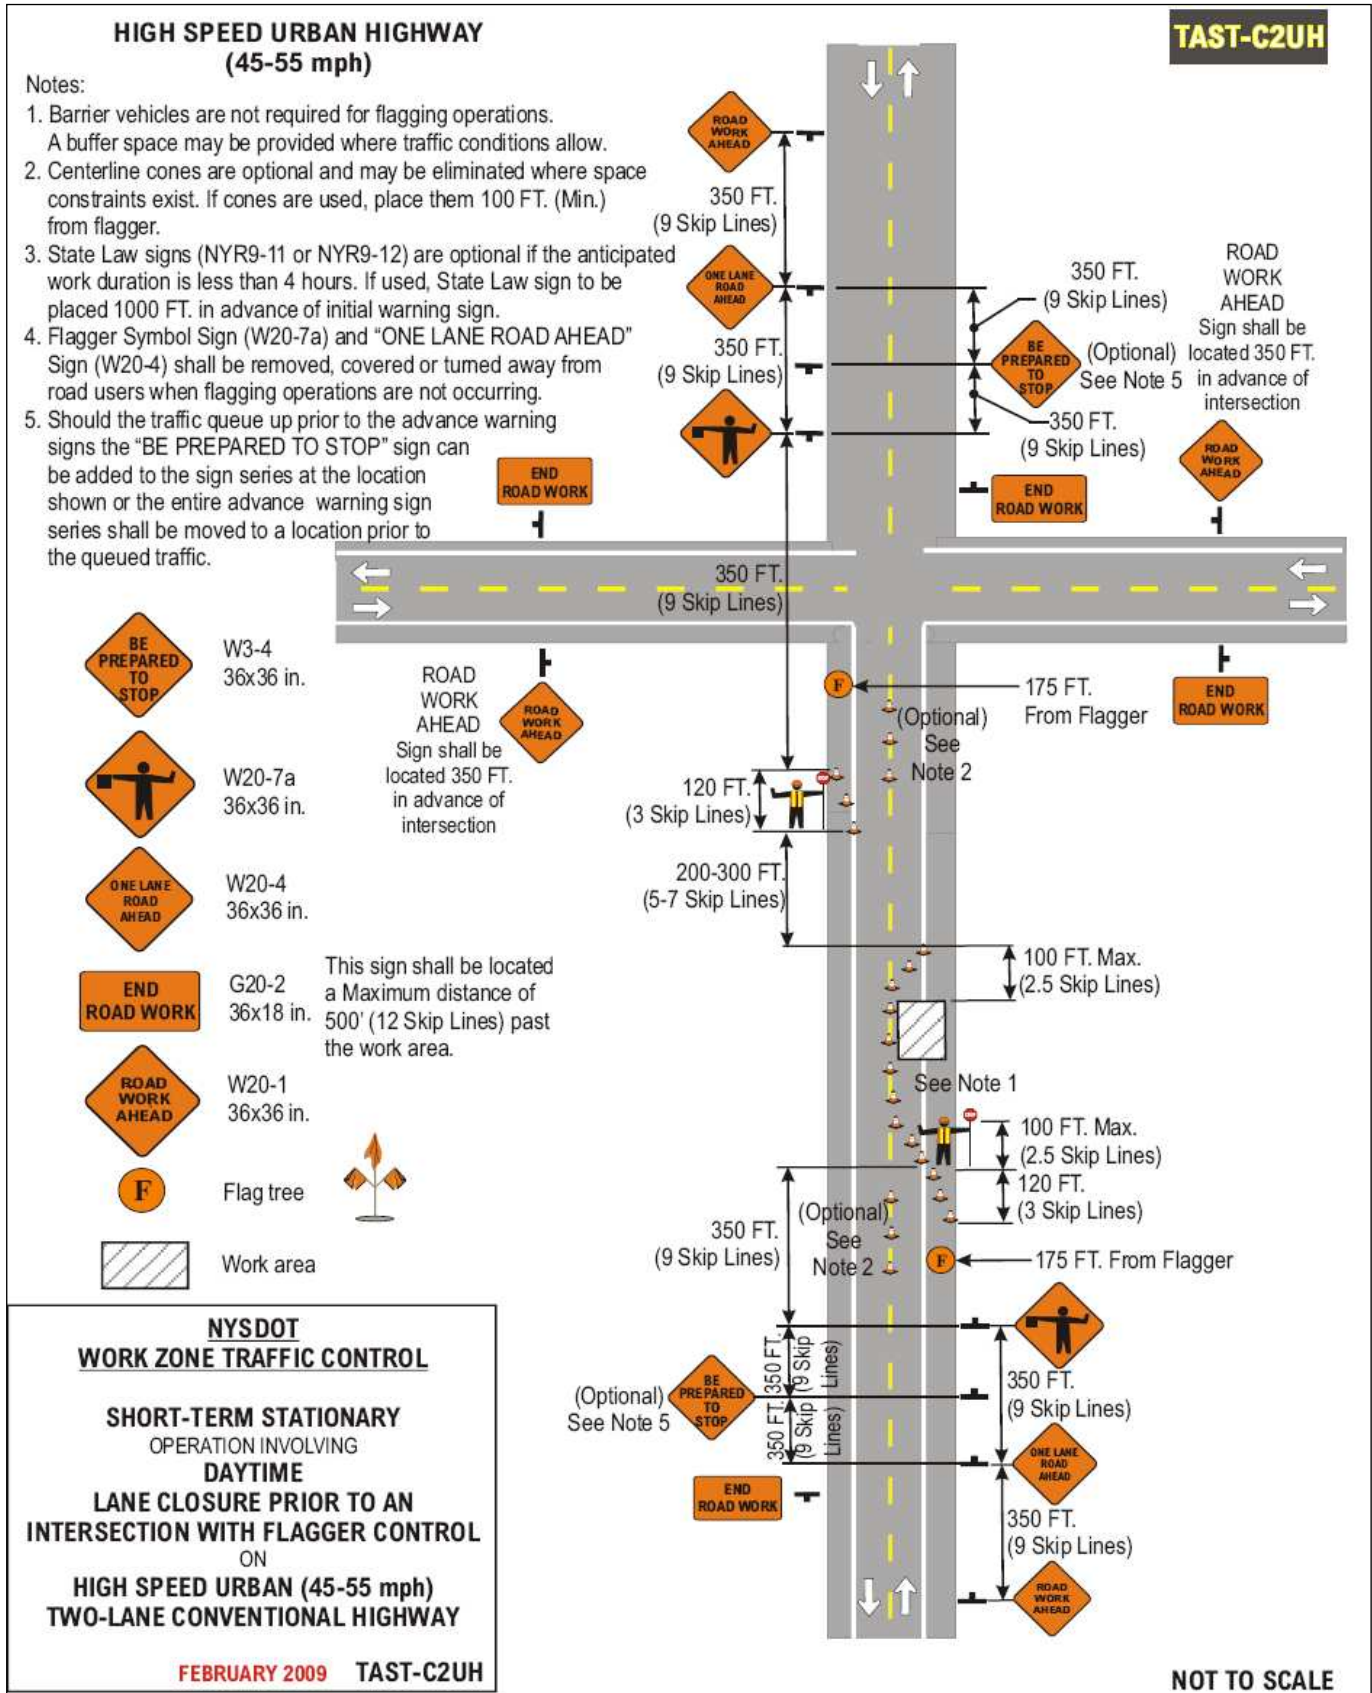 HIGH SPEED URBAN HIGHWAY
(45-55 mph)
TAST-C2UH
Notes:
1. Barrier vehicles are not required for flagging operations.
A buffer space may be provided where traffic conditions allow.
2. Centerline cones are optional and may be eliminated where space
constraints exist. If cones are used, place them 100 FT. (Min.)
from flagger.
3. State Law signs (NYR9-11 or NYR9-12) are optional if the anticipated
work duration is less than 4 hours. If used, State Law sign to be
placed 1000 FT. in advance of initial warning sign.
4. Flagger Symbol Sign (W20-7a) and “ONE LANE ROAD AHEAD”
Sign (W20-4) shall be removed, covered or turned away from
road users when flagging operations are not occurring.
5. Should the traffic queue up prior to the advance warning
signs the “BE PREPARED TO STOP” sign can
be added to the sign series at the location
shown or the entire advance warning sign
series shall be moved to a location prior to
the queued traffic.
ROAD
WORK
AHEAD
350 FT.
(9 Skip Lines)
ONE LANE
ROAD
AHEAD
350 FT.
(9 Skip Lines)
350 FT.
(9 Skip Lines)
BE
PREPARED
TO
STOP
(Optional)
See Note 5
350 FT.
(9 Skip Lines)
ROAD
WORK
AHEAD
Sign shall be
located 350 FT.
in advance of
intersection
ROAD
WORK
AHEAD
END
ROAD WORK
END
ROAD WORK
350 FT.
(9 Skip Lines)
ROAD
WORK
AHEAD
Sign shall be
located 350 FT.
in advance of
intersection
ROAD
WORK
AHEAD
F
175 FT.
From Flagger
END
ROAD WORK
(Optional)
See
Note 2
120 FT.
(3 Skip Lines)
STOP
200-300 FT.
(5-7 Skip Lines)
100 FT. Max.
(2.5 Skip Lines)
See Note 1
STOP
100 FT. Max.
(2.5 Skip Lines)
120 FT.
(3 Skip Lines)
350 FT.
(9 Skip Lines)
(Optional)
See
Note 2
F
175 FT. From Flagger
350 FT.
(9 Skip
Lines)
350 FT.
(9 Skip
Lines)
(Optional)
See Note 5
BE
PREPARED
TO
STOP
350 FT.
(9 Skip Lines)
ONE LANE
ROAD
AHEAD
END
ROAD WORK
350 FT.
(9 Skip Lines)
ROAD
WORK
AHEAD
BE
PREPARED
TO
STOP
W3-4
36x36 in.
W20-7a
36x36 in.
ONE LANE
ROAD
AHEAD
W20-4
36x36 in.
END
ROAD WORK
G20-2
36x18 in.
This sign shall be located
a Maximum distance of
500' (12 Skip Lines) past
the work area.
ROAD
WORK
AHEAD
W20-1
36x36 in.
F
Flag tree
Work area
NYSDOT
WORK ZONE TRAFFIC CONTROL
SHORT-TERM STATIONARY
OPERATION INVOLVING
DAYTIME
LANE CLOSURE PRIOR TO AN
INTERSECTION WITH FLAGGER CONTROL
ON
HIGH SPEED URBAN (45-55 mph)
TWO-LANE CONVENTIONAL HIGHWAY
FEBRUARY 2009 TAST-C2UH
NOT TO SCALE